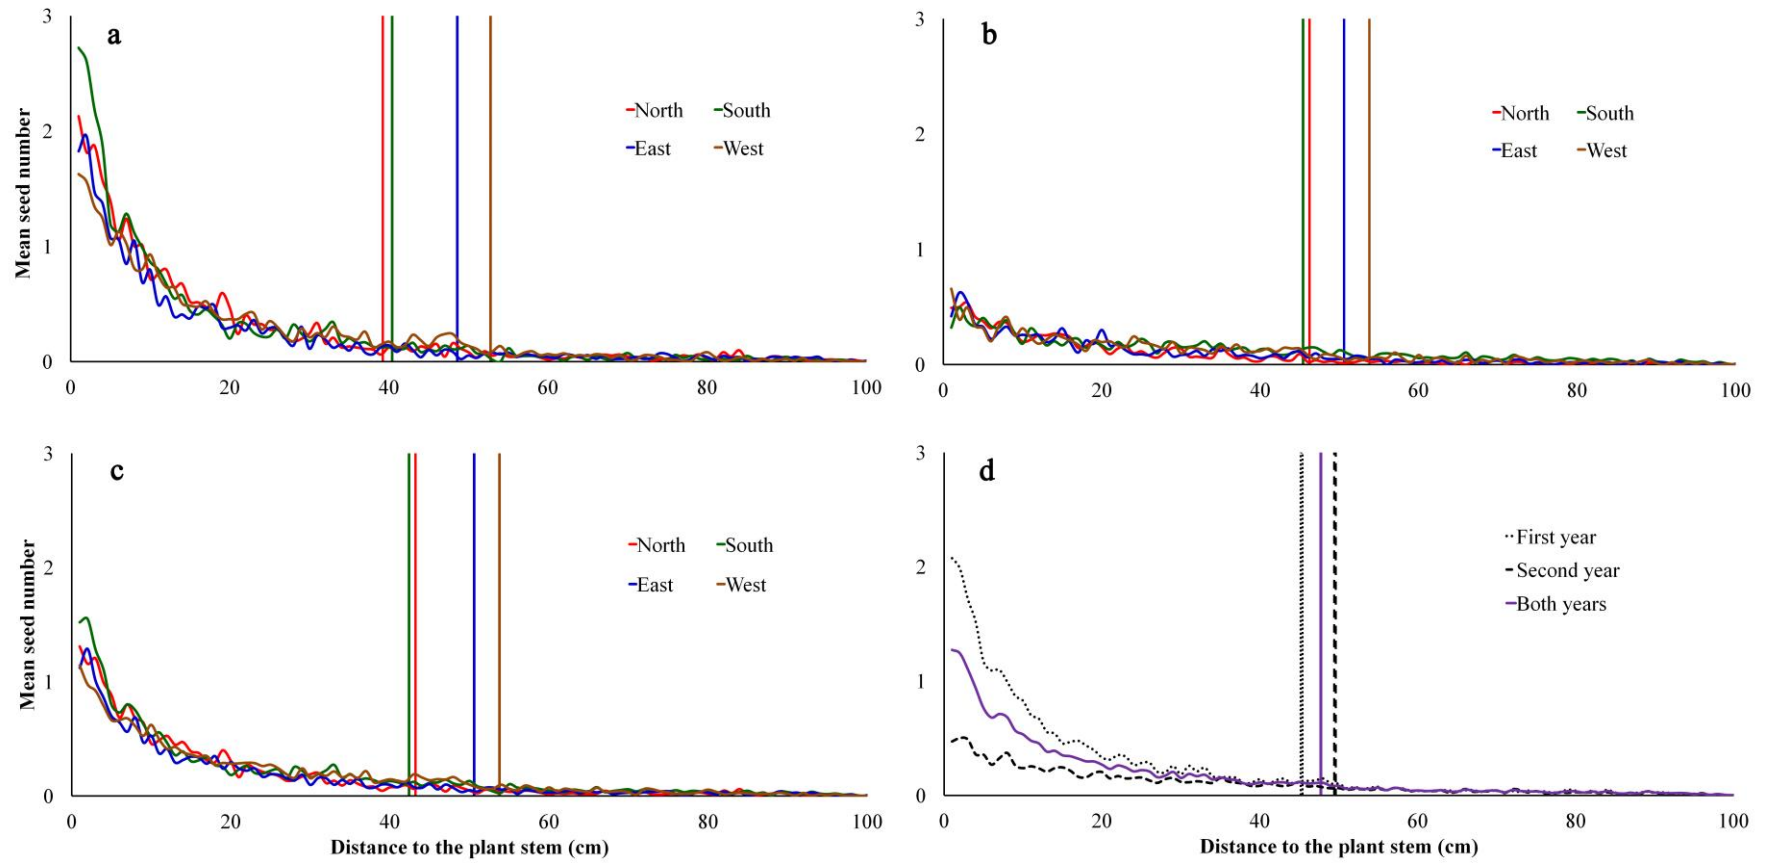 a
3
2
1
0
Mean seed number
North South
East West
0 20 40 60 80 100
b
3
2
1
0
North South
East West
0 20 40 60 80 100
c
3
2
1
0
Mean seed number
North South
East West
0 20 40 60 80 100
Distance to the plant stem (cm)
d
3
2
1
0
First year
Second year
Both years
0 20 40 60 80 100
Distance to the plant stem (cm)